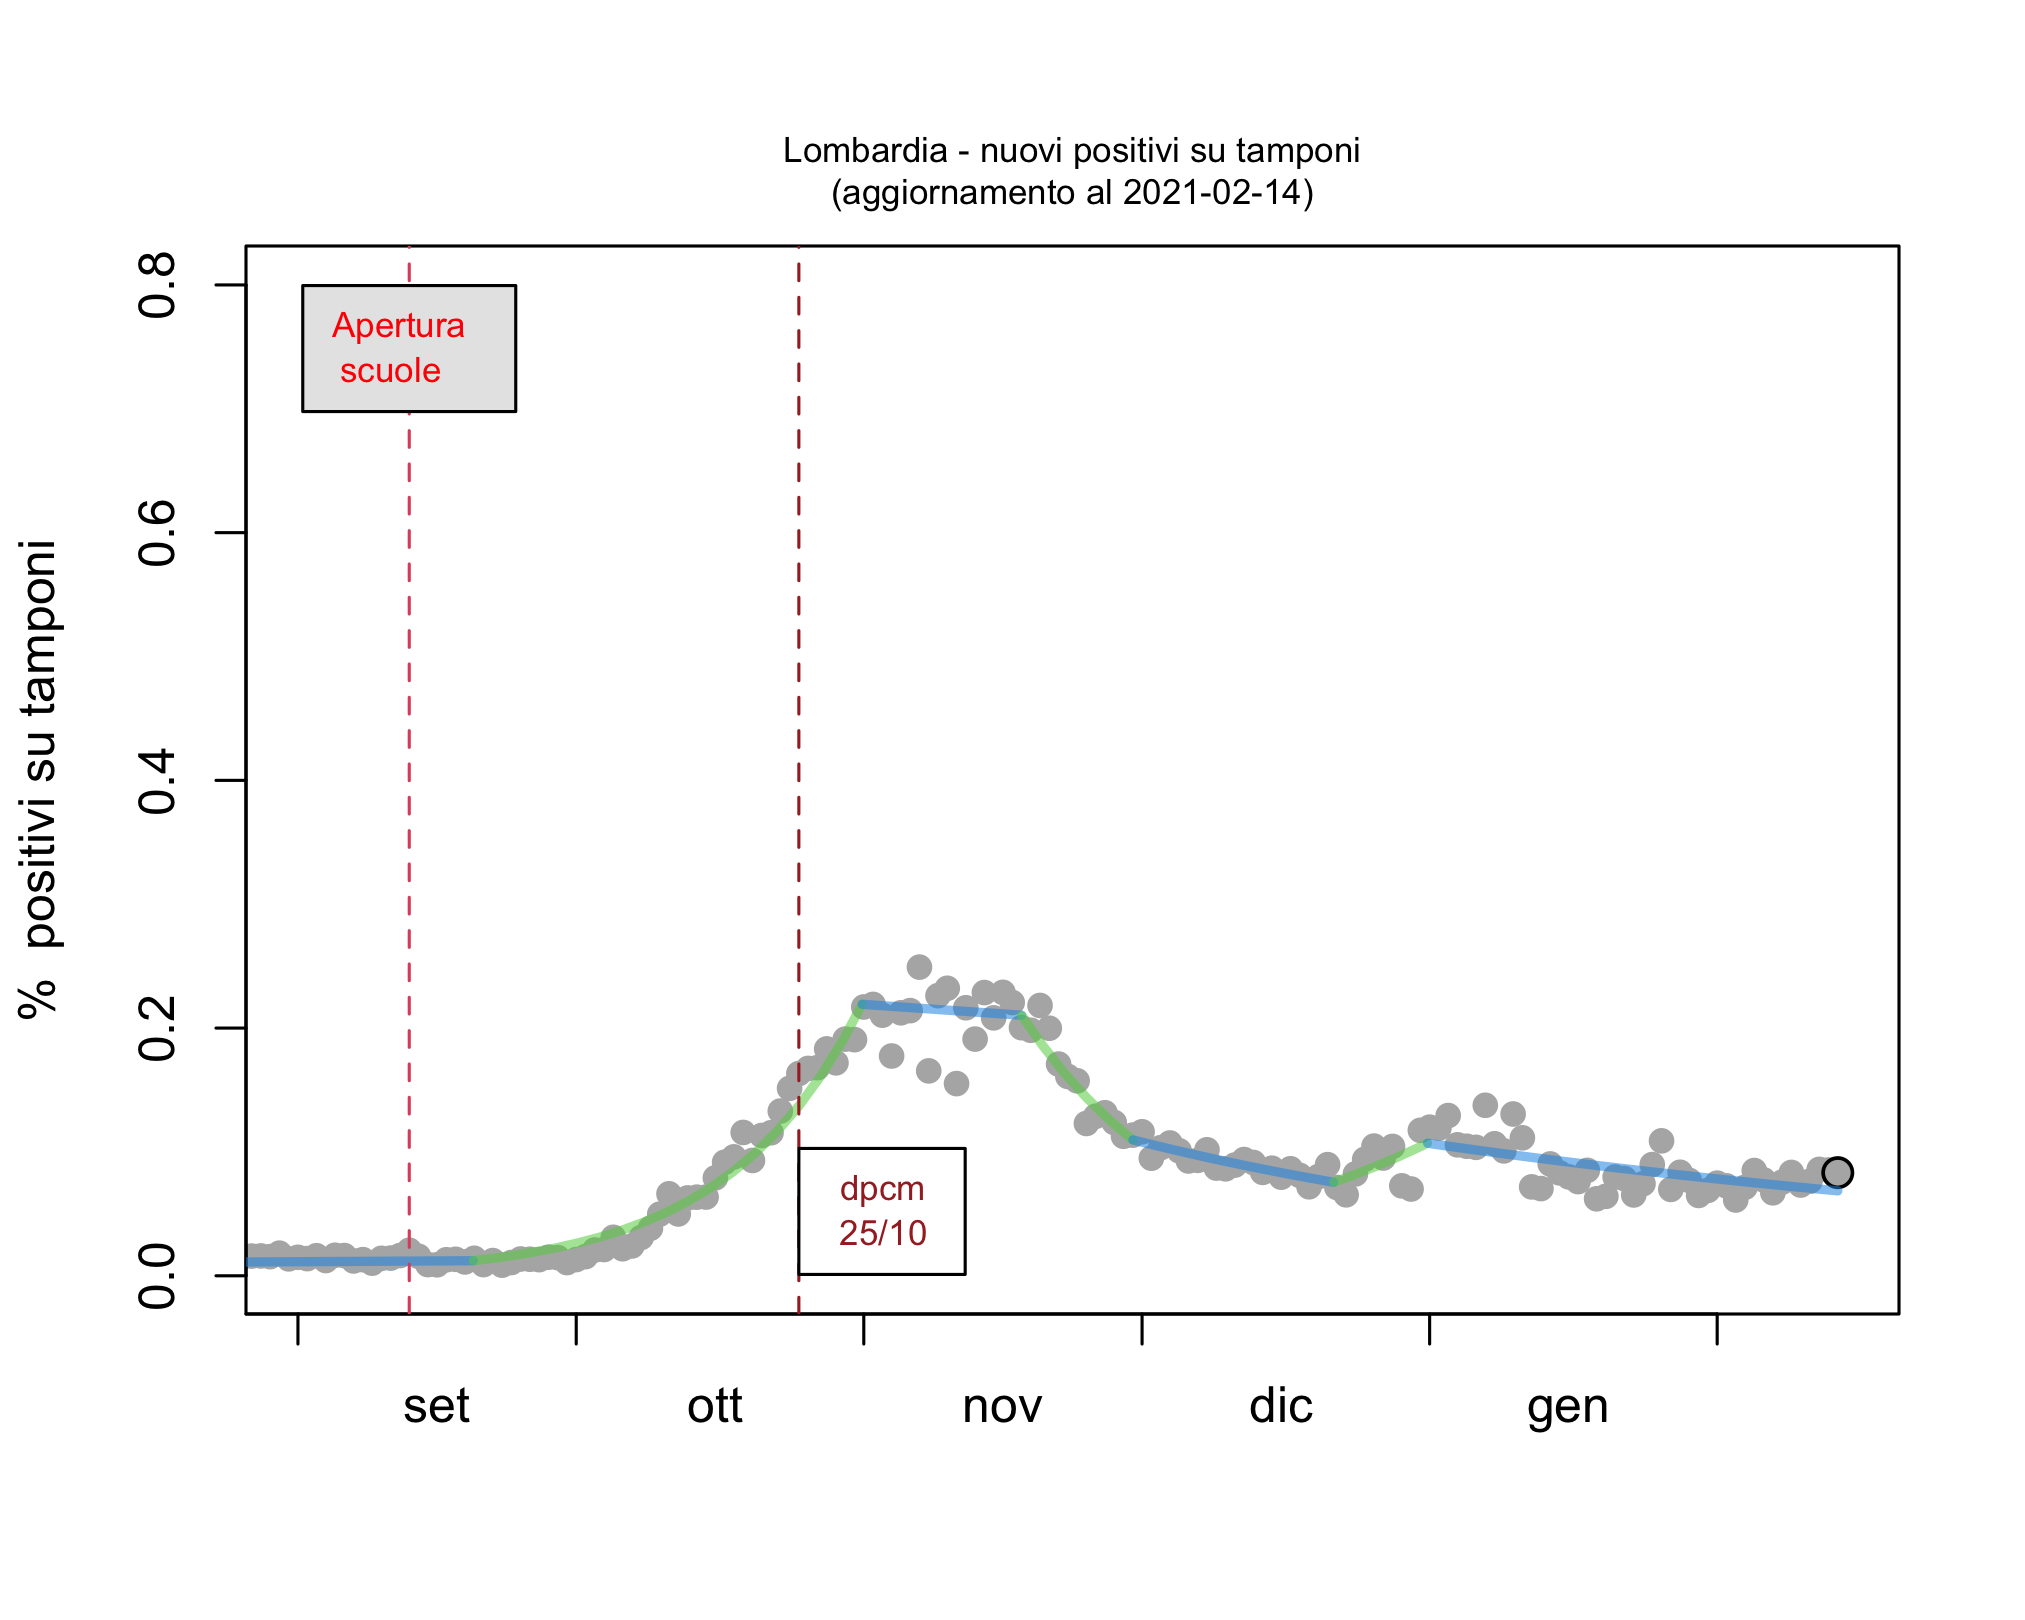 Lombardia - nuovi positivi su tamponi
(aggiornamento al 2021-02-14)
% positivi su tamponi
0.8
0.6
0.4
0.2
0.0
Apertura
scuole
dpcm
25/10
set ott nov dic gen